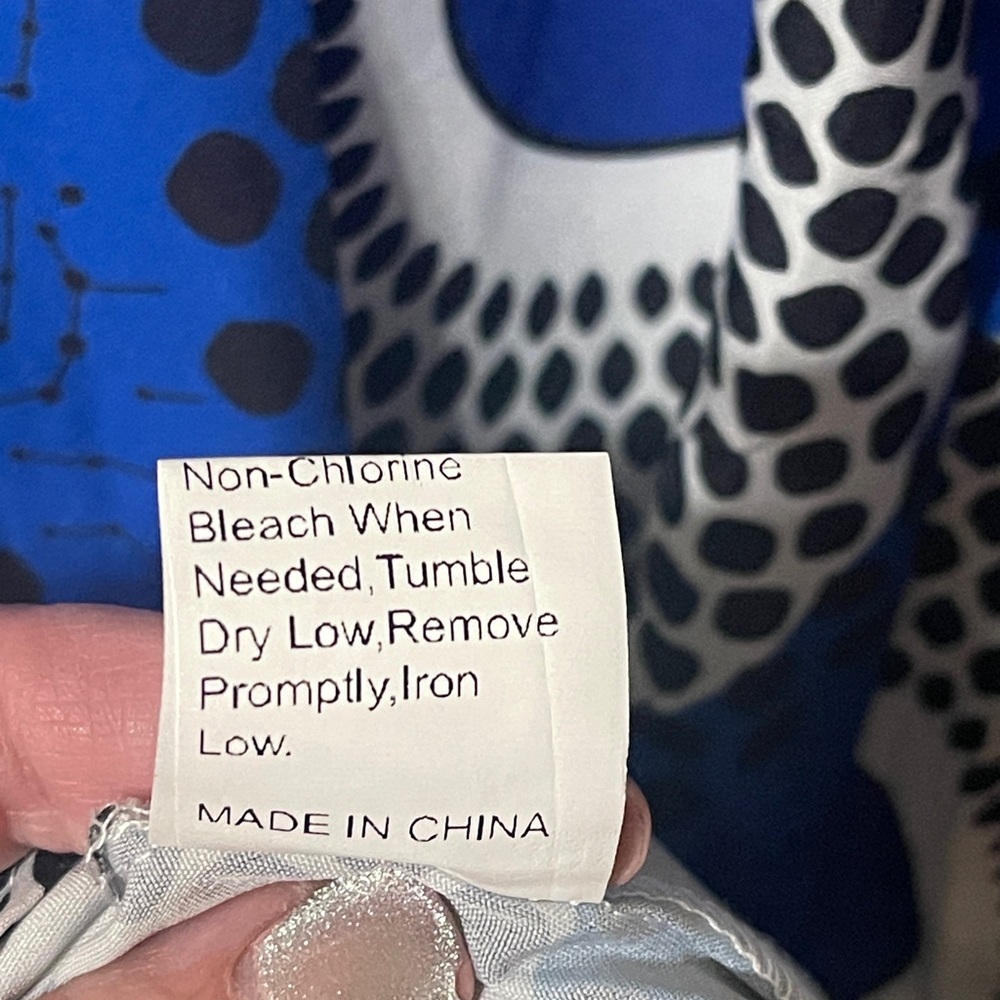 Non-Chlorine
Bleach When
Needed,Tumble
Dry Low,Remove
Promptly,Iron
Low.
MADE IN CHINA